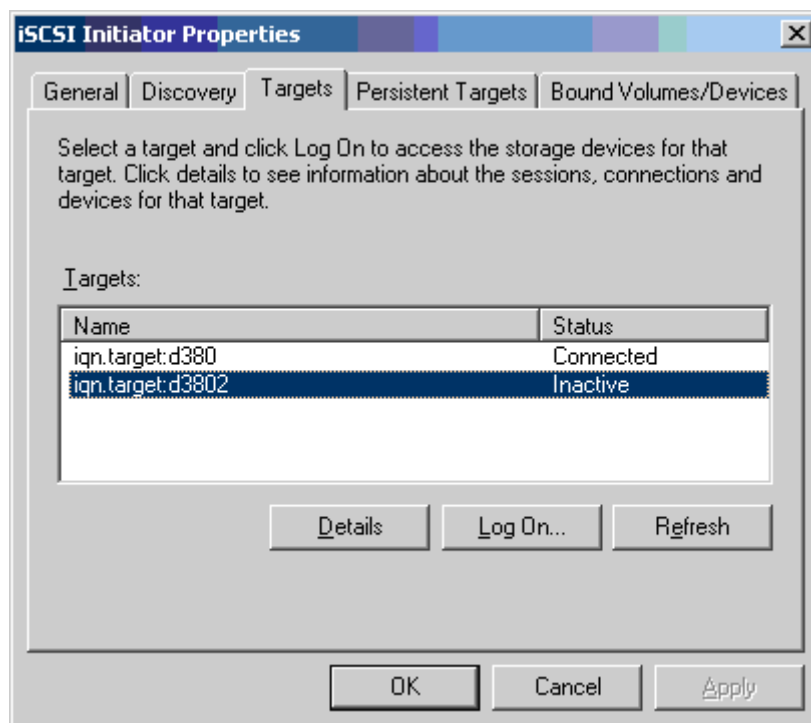 iSCSI Initiator Properties
General Discovery Targets Persistent Targets Bound Volumes/Devices
Select a target and click Log On to access the storage devices for that
target. Click details to see information about the sessions, connections and
devices for that target.
Targets:
Name Status
iqn.target:d380 Connected
iqn.target:d3802 Inactive
Details Log On... Refresh
OK Cancel Apply